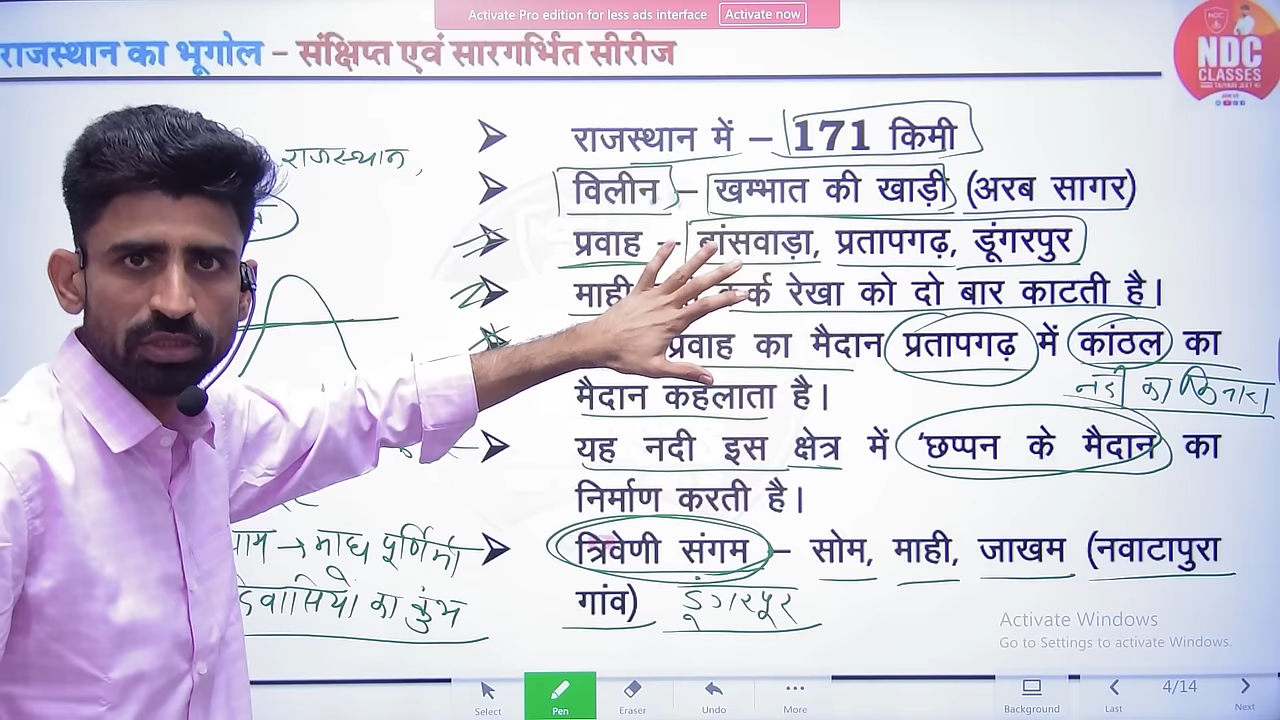 Activate Pro edition for less ads interface Activate now
राजस्थान का भूगोल – संक्षिप्त एवं सारगर्भित सीरीज
NDC
CLASSES
राजस्थान,
राजस्थान में – 171 किमी
विलीन – खम्भात की खाड़ी (अरब सागर)
प्रवाह – बांसवाड़ा, प्रतापगढ़, डूंगरपुर
माही कर्क रेखा को दो बार काटती है।
प्रवाह का मैदान प्रतापगढ़ में कांठल का
मैदान कहलाता है।
नदी का किनारा
यह नदी इस क्षेत्र में 'छप्पन के मैदान का
निर्माण करती है।
→ माघ पूर्णिमा
त्रिवेणी संगम – सोम, माही, जाखम (नवाटापुरा
गांव) डूंगरपुर
का कुंभ
Activate Windows
Go to Settings to activate Windows.
Select Pen Eraser Undo More Background Last 4/14 Next